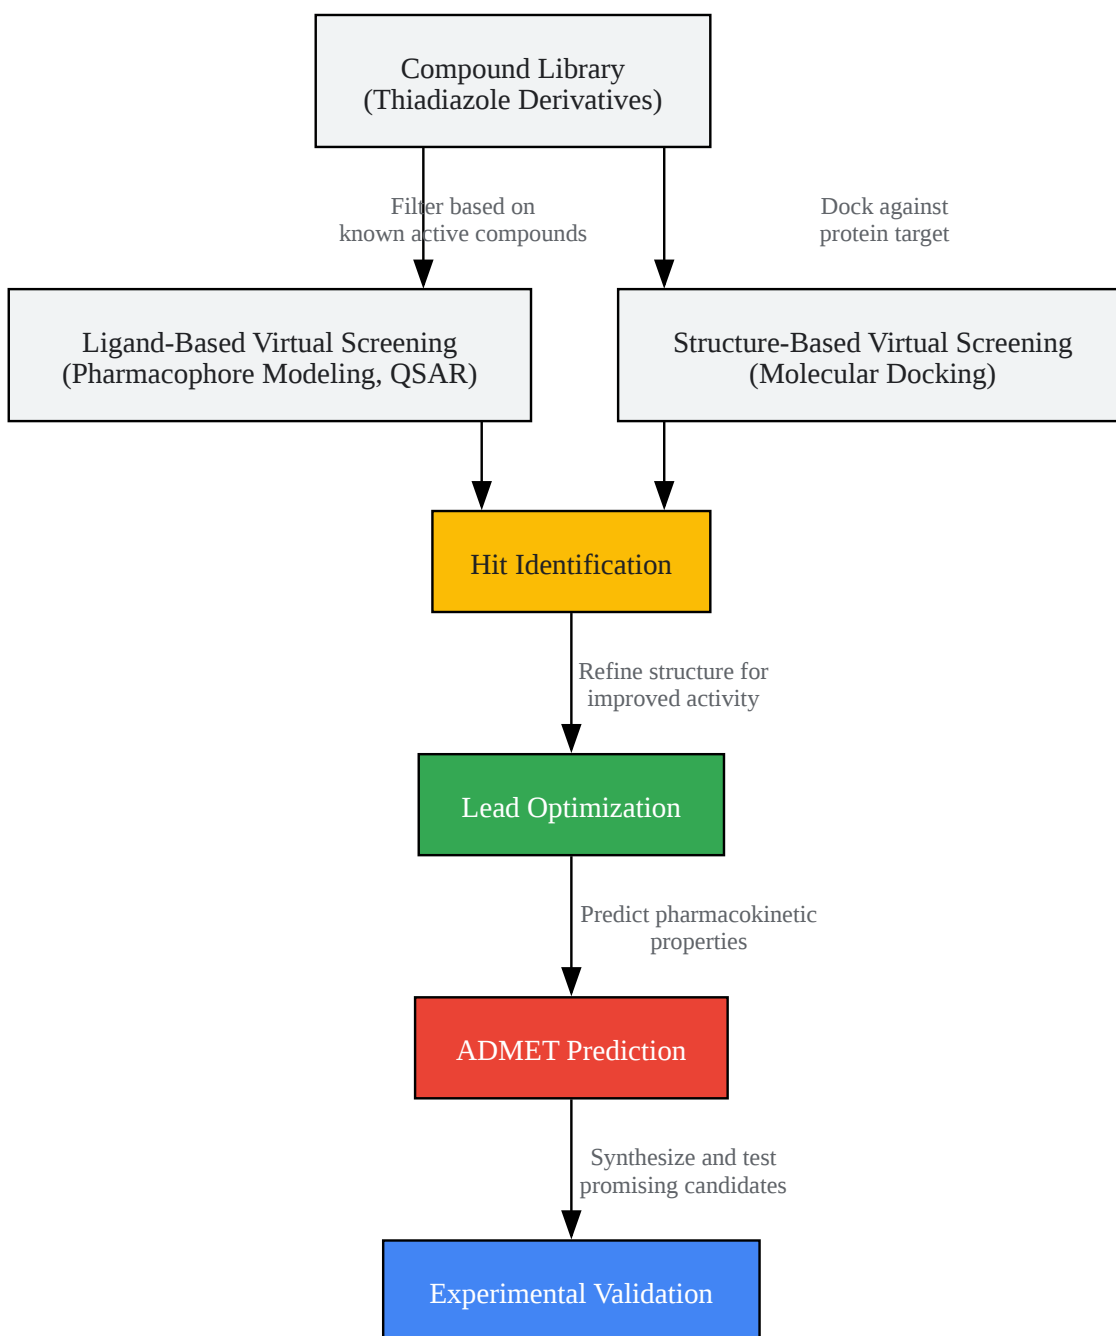 Compound Library
(Thiadiazole Derivatives)
Filter based on
known active compounds
Dock against
protein target
Ligand-Based Virtual Screening
(Pharmacophore Modeling, QSAR)
Structure-Based Virtual Screening
(Molecular Docking)
Hit Identification
Refine structure for
improved activity
Lead Optimization
Predict pharmacokinetic
properties
ADMET Prediction
Synthesize and test
promising candidates
Experimental Validation